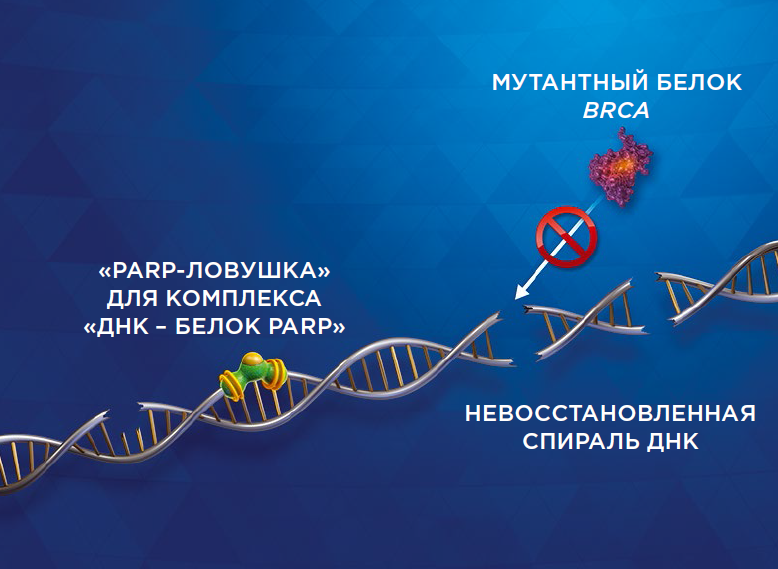 МУТАНТНЫЙ БЕЛОК
BRCA
«PARP-ЛОВУШКА»
ДЛЯ КОМПЛЕКСА
«ДНК – БЕЛОК PARP»
НЕВОССТАНОВЛЕННАЯ
СПИРАЛЬ ДНК